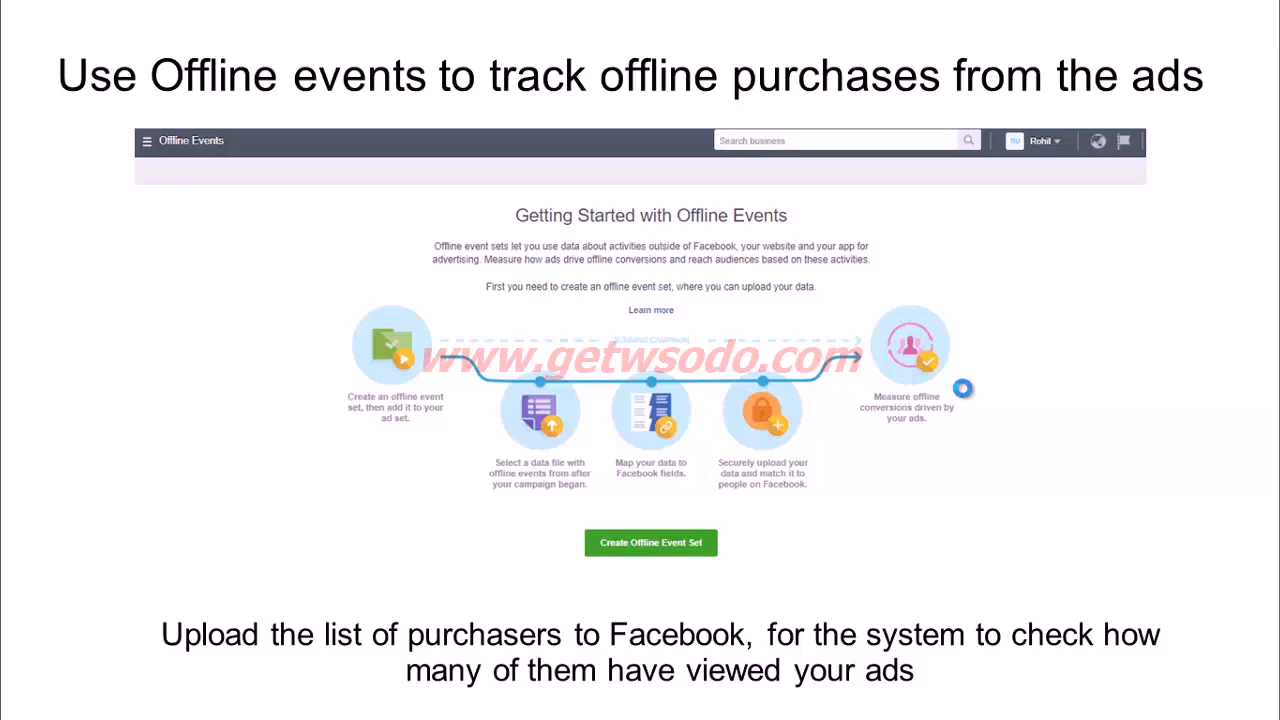 Use Offline events to track offline purchases from the ads
Offline Events
Search business
RU
Rohil
Getting Started with Offline Events
Offline event sets let you use data about activities outside of Facebook, your website and your app for
advertising. Measure how ads drive offline conversions and reach audiences based on these activities.
First you need to create an offline event set, where you can upload your data.
Learn more
RUNNING CAMPAIGN
www.getwsodo.com
Create an offline event
set, then add it to your
ad set.
Measure offline
conversions driven by
your ads.
Select a data file with
offline events from after
your campaign began.
Map your data to
Facebook fields.
Securely upload your
data and match it to
people on Facebook.
Create Offline Event Set
Upload the list of purchasers to Facebook, for the system to check how
many of them have viewed your ads